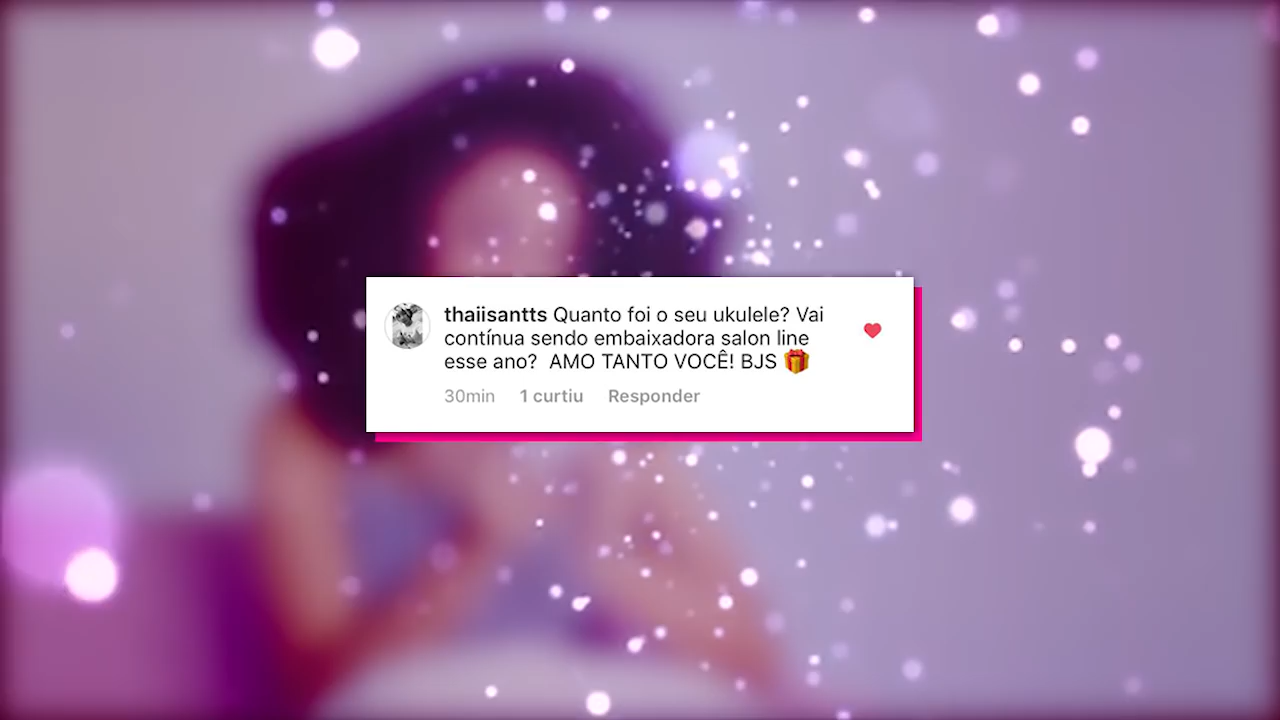 thaiisantts Quanto foi o seu ukulele? Vai
contínua sendo embaixadora salon line
esse ano?  AMO TANTO VOCÊ! BJS 🎁
30min 1 curtiu Responder